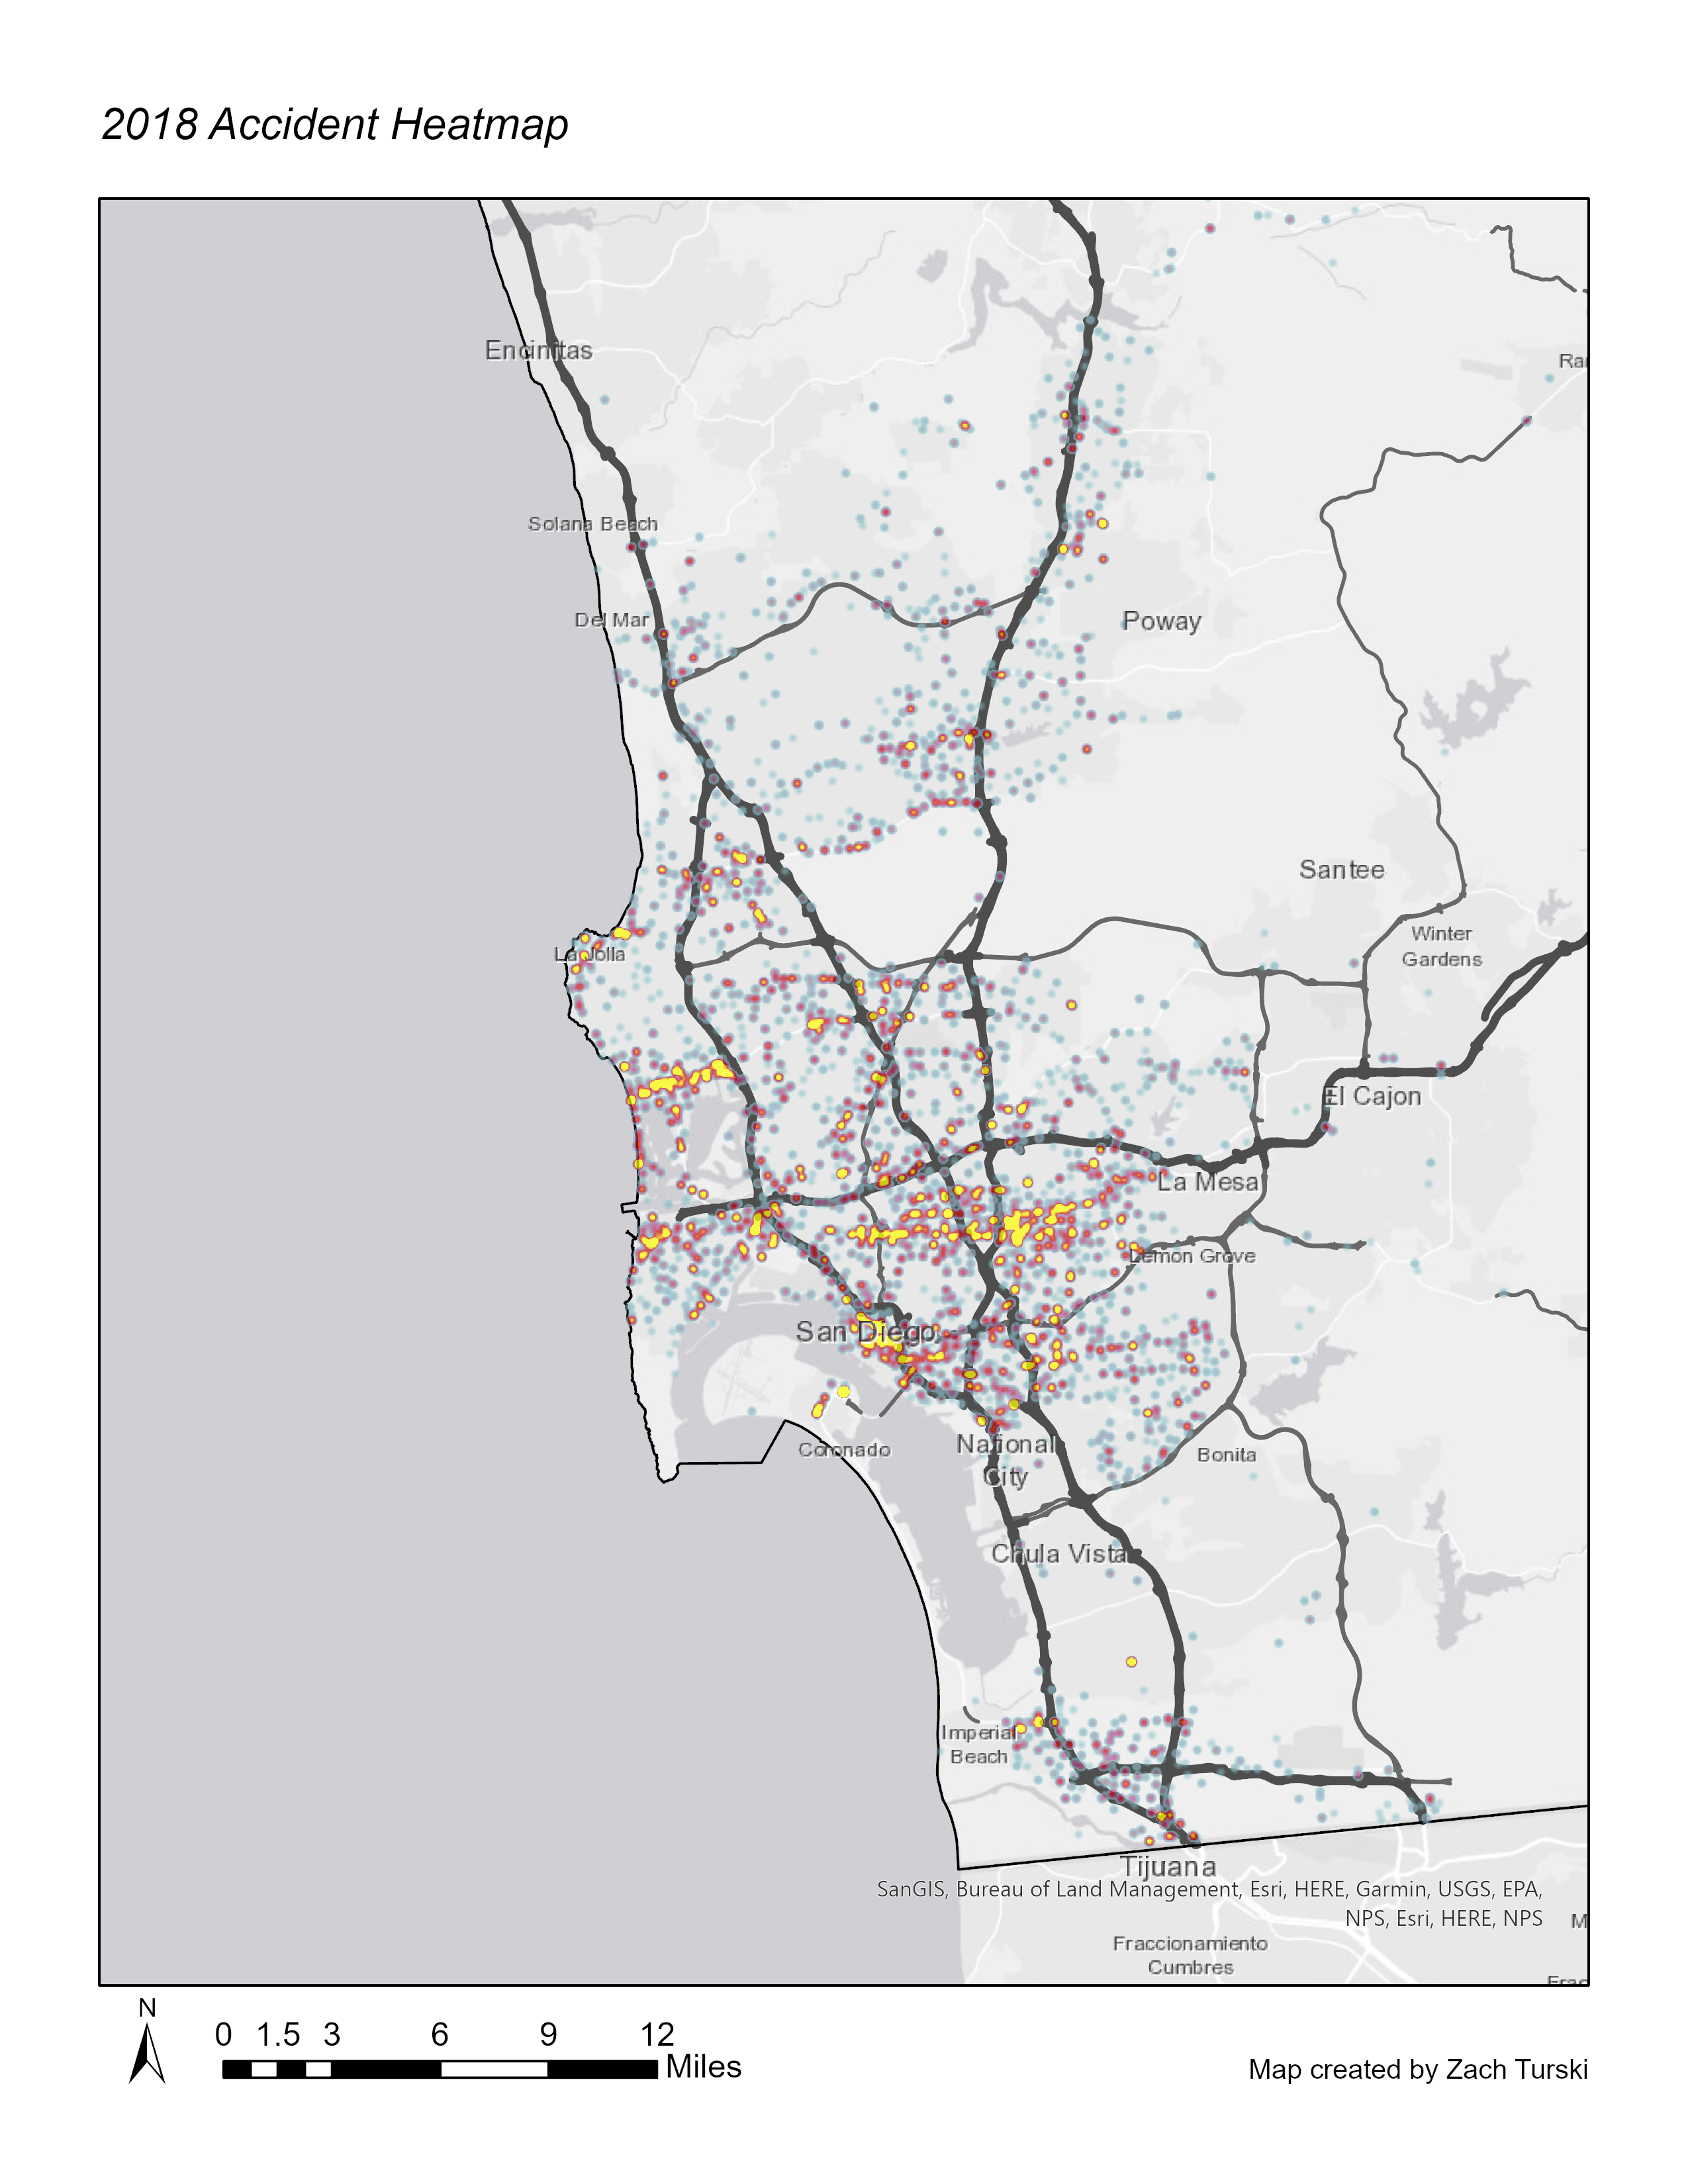 2018 Accident Heatmap
Encinitas
Solana Beach
Del Mar
Poway
Santee
Winter
Gardens
La Jolla
El Cajon
La Mesa
Lemon Grove
San Diego
Coronado
National
City
Bonita
Chula Vista
Imperial
Beach
Tijuana
SanGIS, Bureau of Land Management, Esri, HERE, Garmin, USGS, EPA,
NPS, Esri, HERE, NPS
Fraccionamiento
Cumbres
N
0 1.5 3 6 9 12
Miles
Map created by Zach Turski